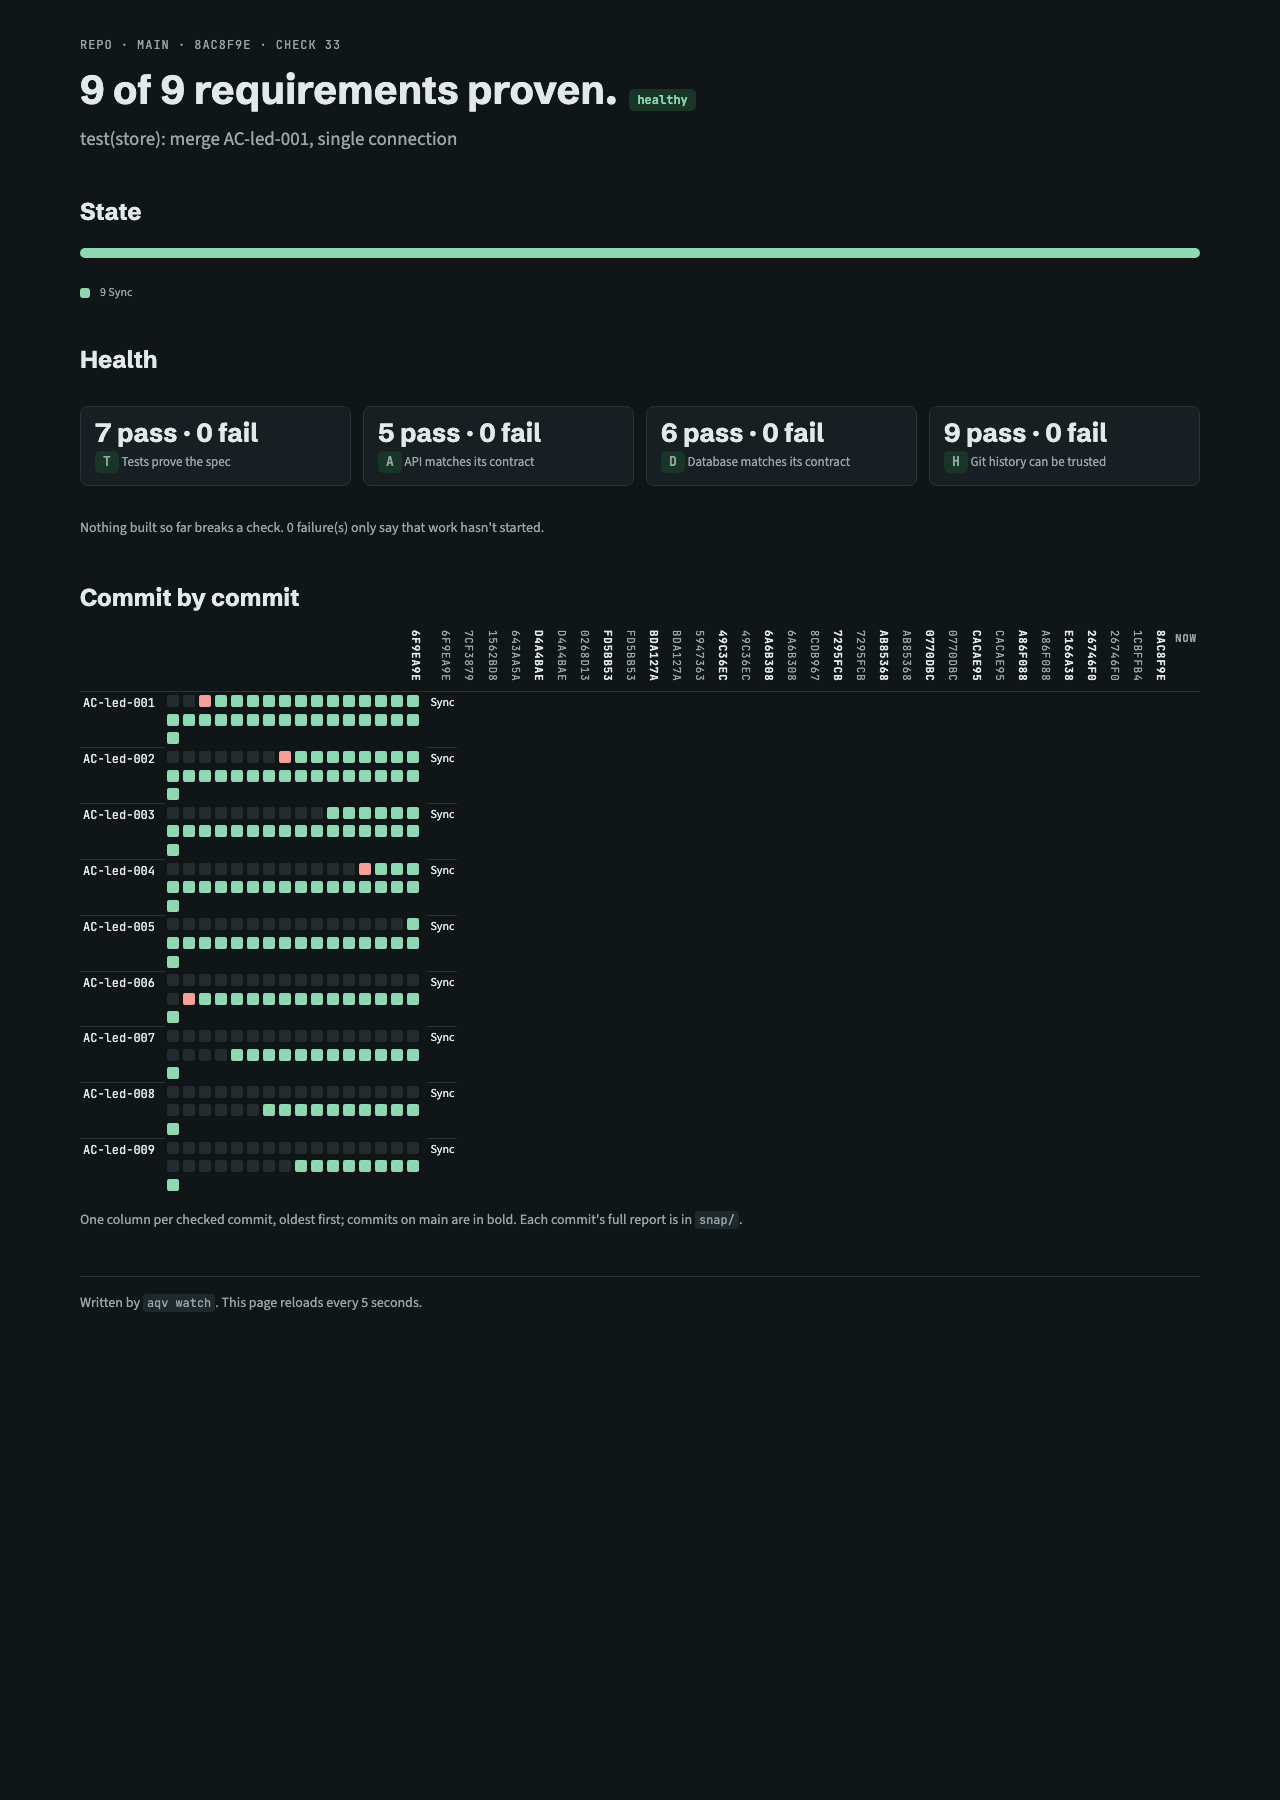 REPO · MAIN · 8AC8F9E · CHECK 33
9 of 9 requirements proven. healthy
test(store): merge AC-led-001, single connection
State
9 Sync
Health
7 pass · 0 fail
T Tests prove the spec
5 pass · 0 fail
A API matches its contract
6 pass · 0 fail
D Database matches its contract
9 pass · 0 fail
H Git history can be trusted
Nothing built so far breaks a check. 0 failure(s) only say that work hasn't started.
Commit by commit
6F9EA9E
6F9EA9E
7CF3879
1562BD8
643AA5A
D4A4BAE
D4A4BAE
0268D13
FD5BB53
FD5BB53
BDA127A
BDA127A
5947363
49C36EC
49C36EC
6A6B308
6A6B308
8CDB967
7295FCB
7295FCB
AB85368
AB85368
0770DBC
0770DBC
CACAE95
CACAE95
A86F088
A86F088
E166A38
26746F0
26746F0
1CBFFB4
8AC8F9E
NOW
AC-led-001 Sync
AC-led-002 Sync
AC-led-003 Sync
AC-led-004 Sync
AC-led-005 Sync
AC-led-006 Sync
AC-led-007 Sync
AC-led-008 Sync
AC-led-009 Sync
One column per checked commit, oldest first; commits on main are in bold. Each commit's full report is in snap/.
Written by aqv watch. This page reloads every 5 seconds.